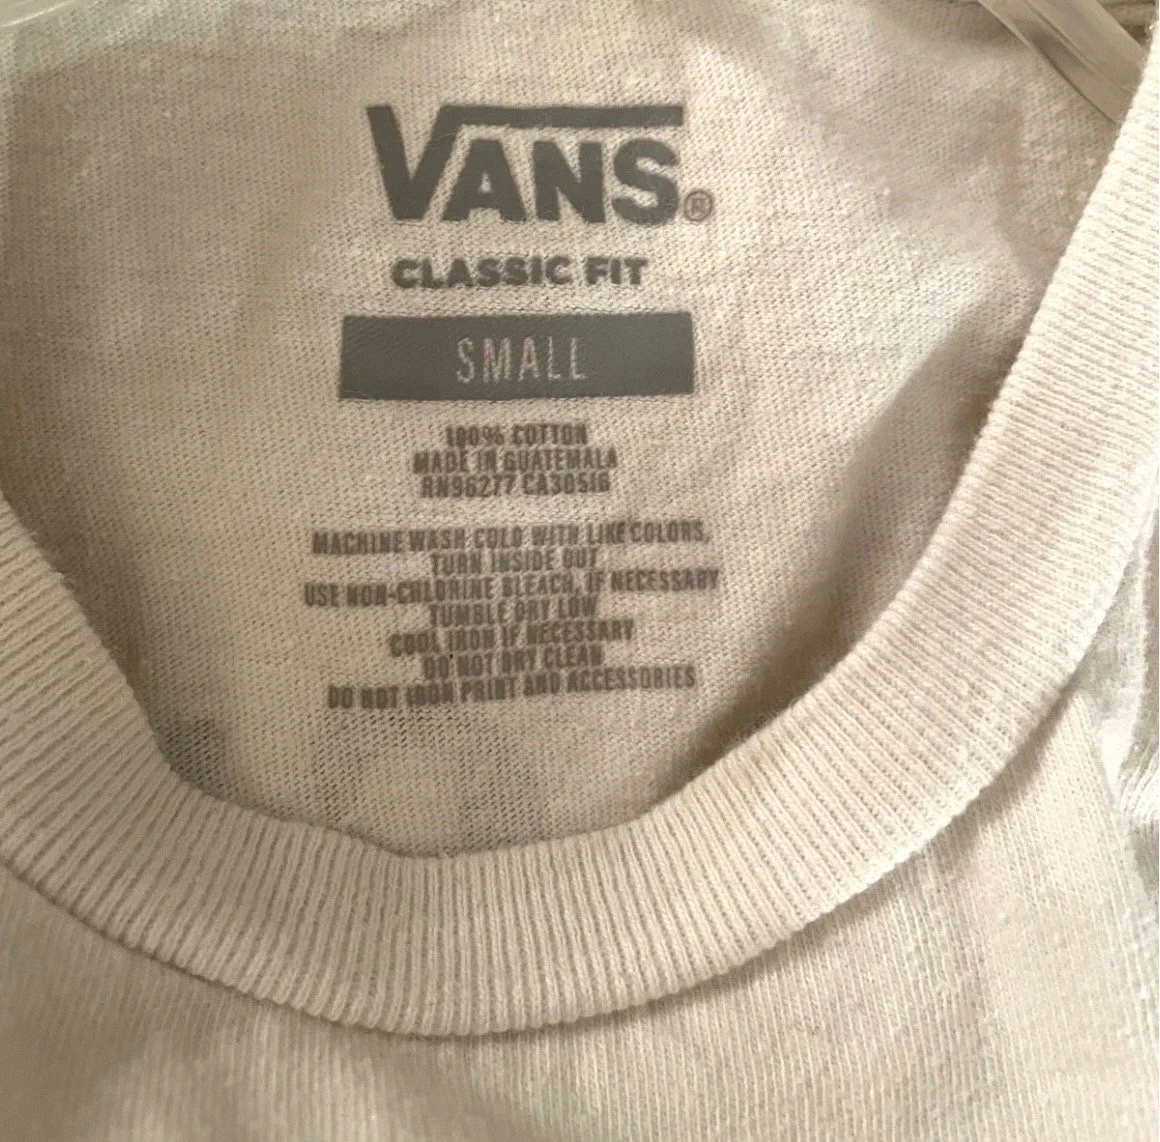 VANS®
CLASSIC FIT
SMALL
100% COTTON
MADE IN GUATEMALA
RN96277 CA30516
MACHINE WASH COLD WITH LIKE COLORS,
TURN INSIDE OUT
USE NON-CHLORINE BLEACH, IF NECESSARY
TUMBLE DRY LOW
COOL IRON IF NECESSARY
DO NOT DRY CLEAN
DO NOT IRON PRINT AND ACCESSORIES